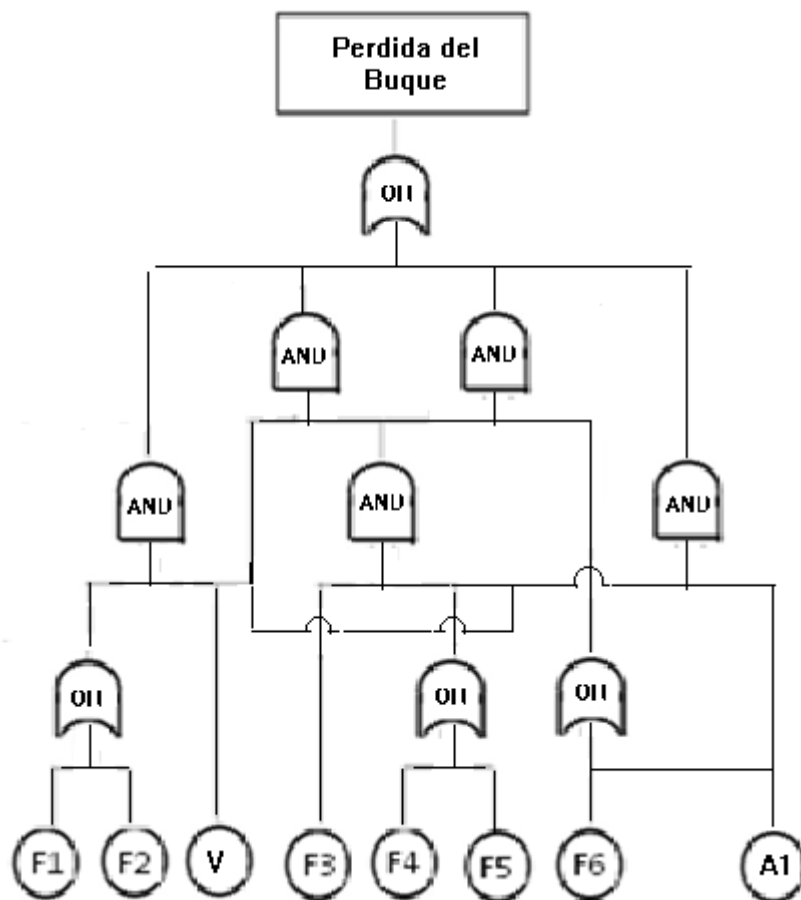 Perdida del
Buque
OR
AND
AND
AND
AND
AND
OR
OR
OR
F1
F2
V
F3
F4
F5
F6
A1